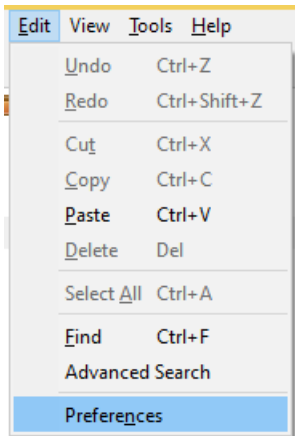 Edit View Tools Help
Undo Ctrl+Z
Redo Ctrl+Shift+Z
Cut Ctrl+X
Copy Ctrl+C
Paste Ctrl+V
Delete Del
Select All Ctrl+A
Find Ctrl+F
Advanced Search
Preferences